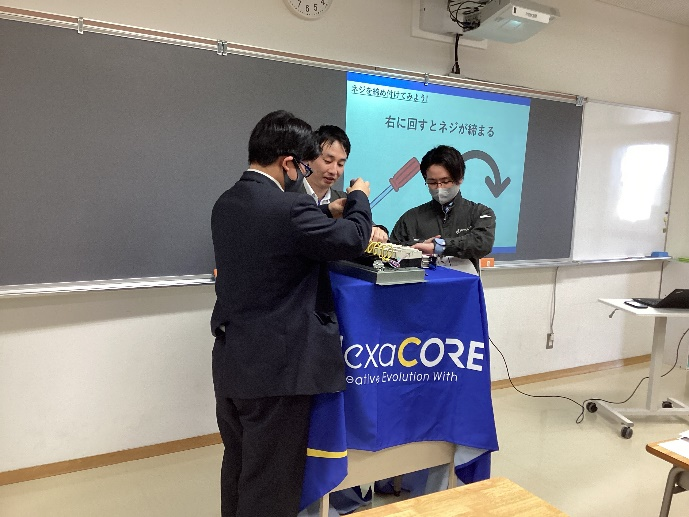 ネジを締め付けてみよう!
右に回すとネジが締まる
exaCORE
eative Evolution With